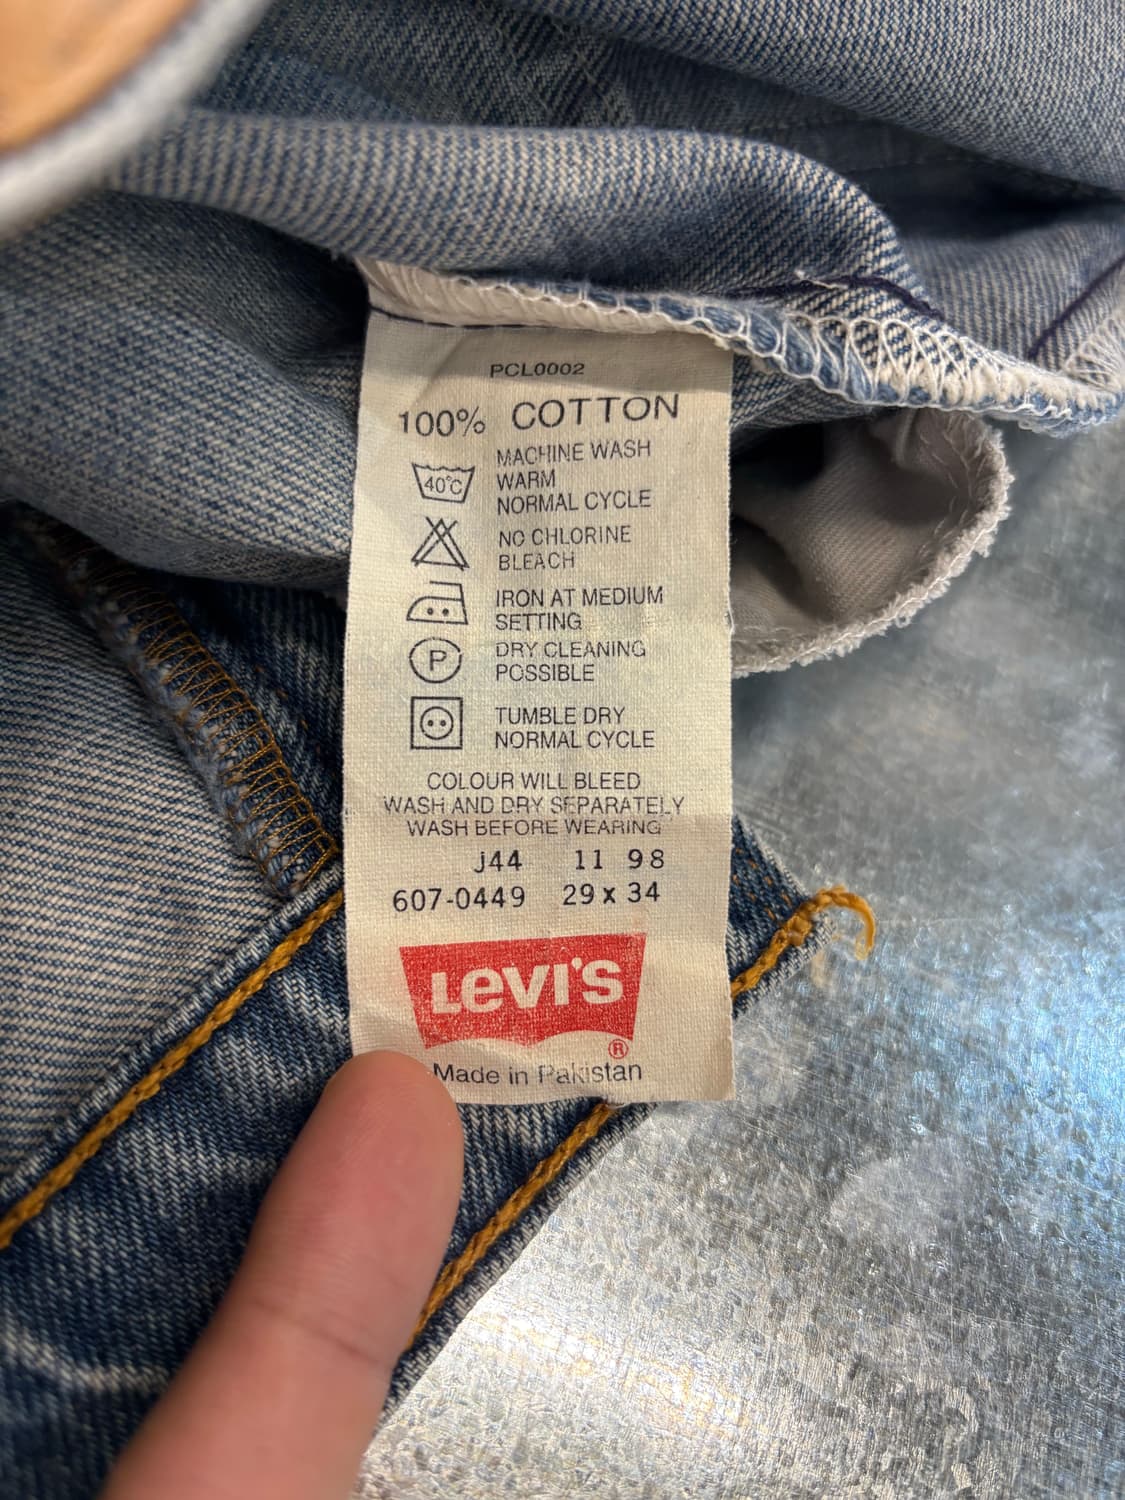 PCL0002
100% COTTON
40°C
MACHINE WASH
WARM
NORMAL CYCLE
NO CHLORINE
BLEACH
IRON AT MEDIUM
SETTING
P
DRY CLEANING
POSSIBLE
TUMBLE DRY
NORMAL CYCLE
COLOUR WILL BLEED
WASH AND DRY SEPARATELY
WASH BEFORE WEARING
J44 11 98
607-0449 29 x 34
LEVI'S
®
Made in Pakistan